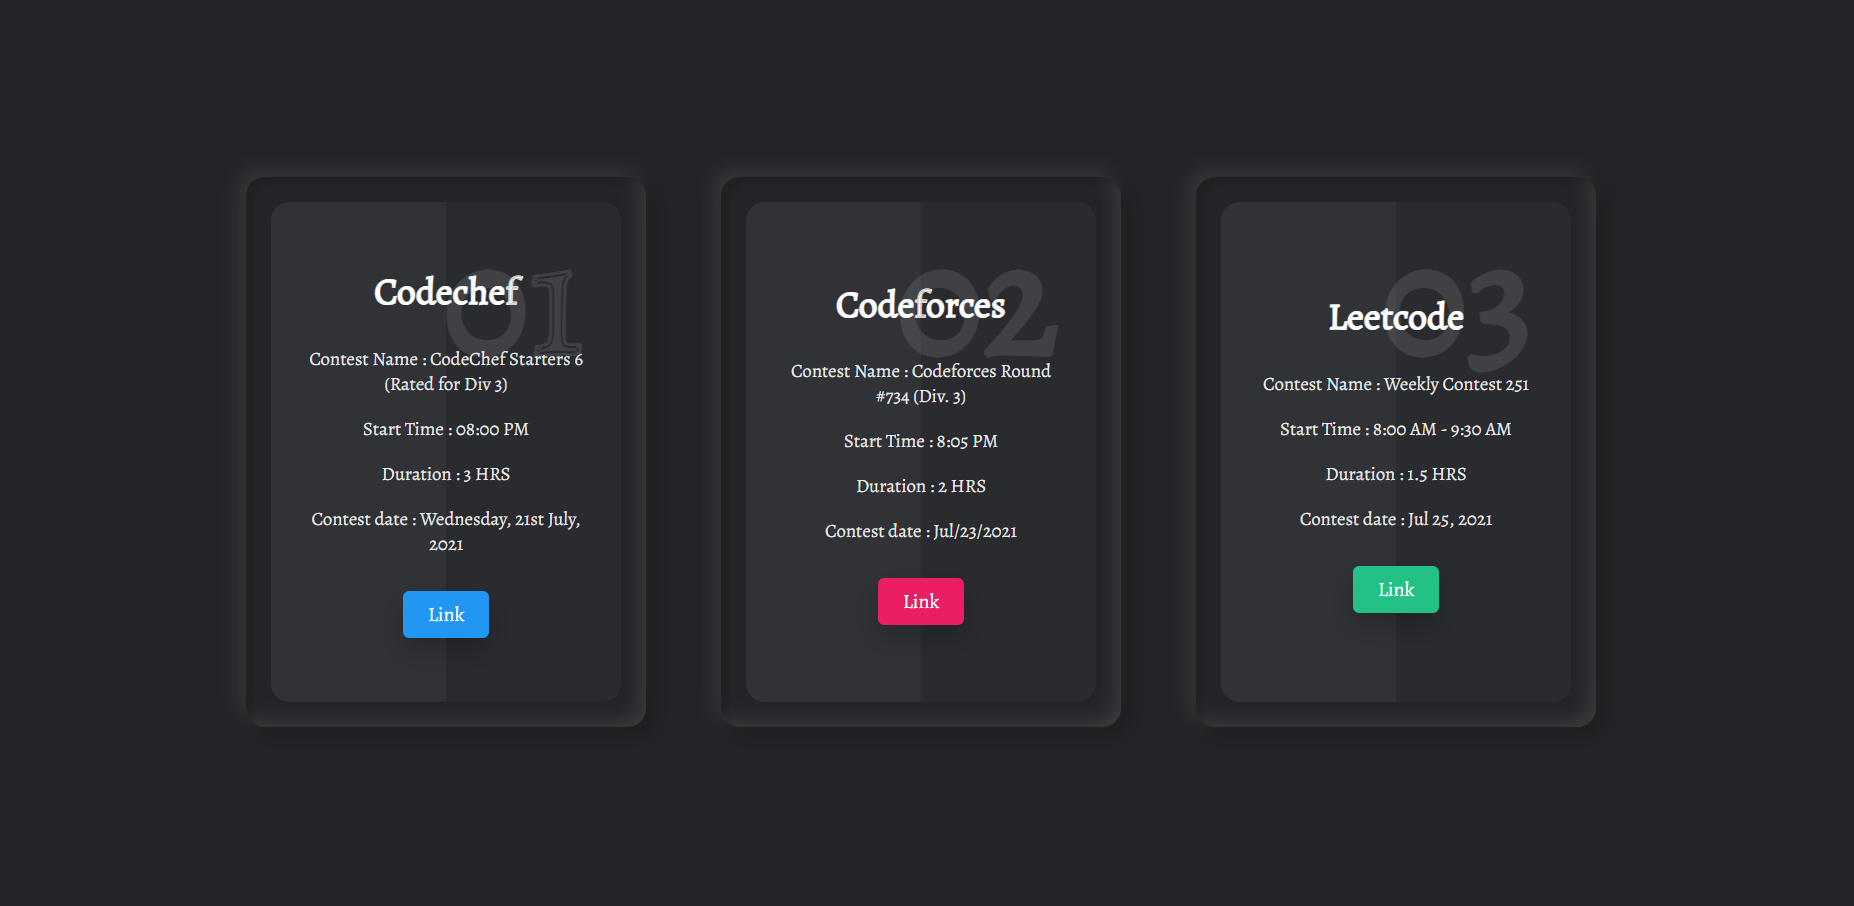 01
Codechef
Contest Name : CodeChef Starters 6
(Rated for Div 3)
Start Time : 08:00 PM
Duration : 3 HRS
Contest date : Wednesday, 21st July,
2021
Link
02
Codeforces
Contest Name : Codeforces Round
#734 (Div. 3)
Start Time : 8:05 PM
Duration : 2 HRS
Contest date : Jul/23/2021
Link
03
Leetcode
Contest Name : Weekly Contest 251
Start Time : 8:00 AM - 9:30 AM
Duration : 1.5 HRS
Contest date : Jul 25, 2021
Link